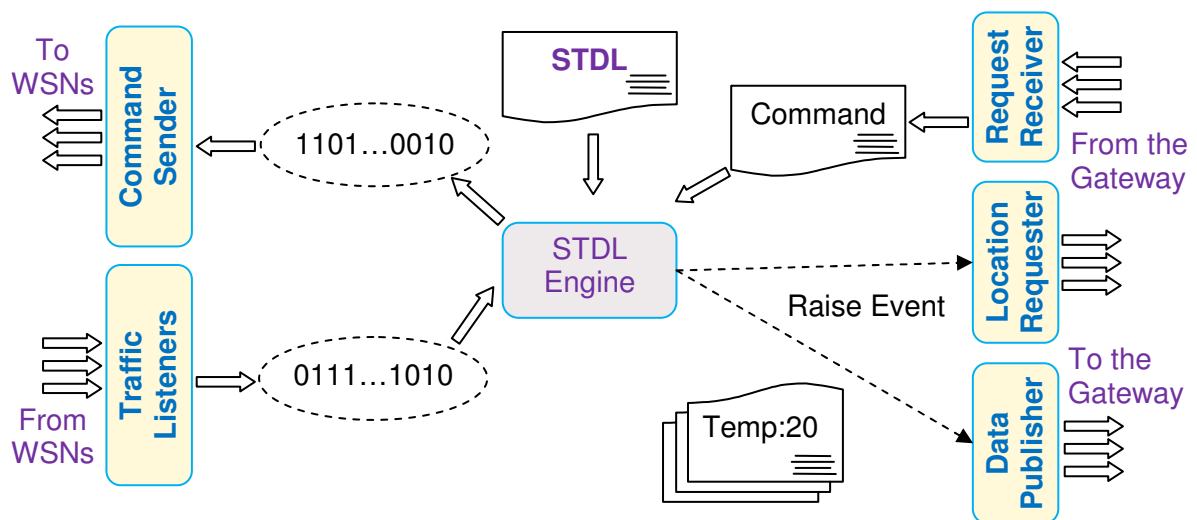 To
WSNs
Command
Sender
1101…0010
STDL
Command
Request
Receiver
From the
Gateway
STDL
Engine
Location
Requester
Raise Event
Traffic
Listeners
From
WSNs
0111…1010
Temp:20
Data
Publisher
To the
Gateway